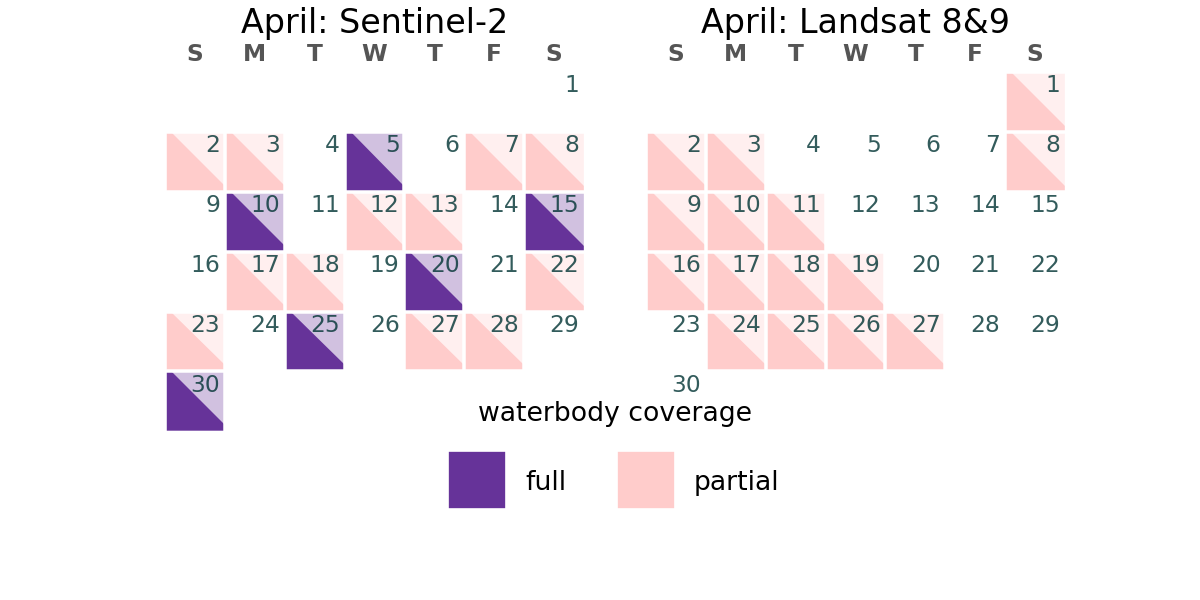 April: Sentinel-2
S M T W T F S
1
2 3 4 5 6 7 8
9 10 11 12 13 14 15
16 17 18 19 20 21 22
23 24 25 26 27 28 29
30
April: Landsat 8&9
S M T W T F S
1
2 3 4 5 6 7 8
9 10 11 12 13 14 15
16 17 18 19 20 21 22
23 24 25 26 27 28 29
30
waterbody coverage
full partial